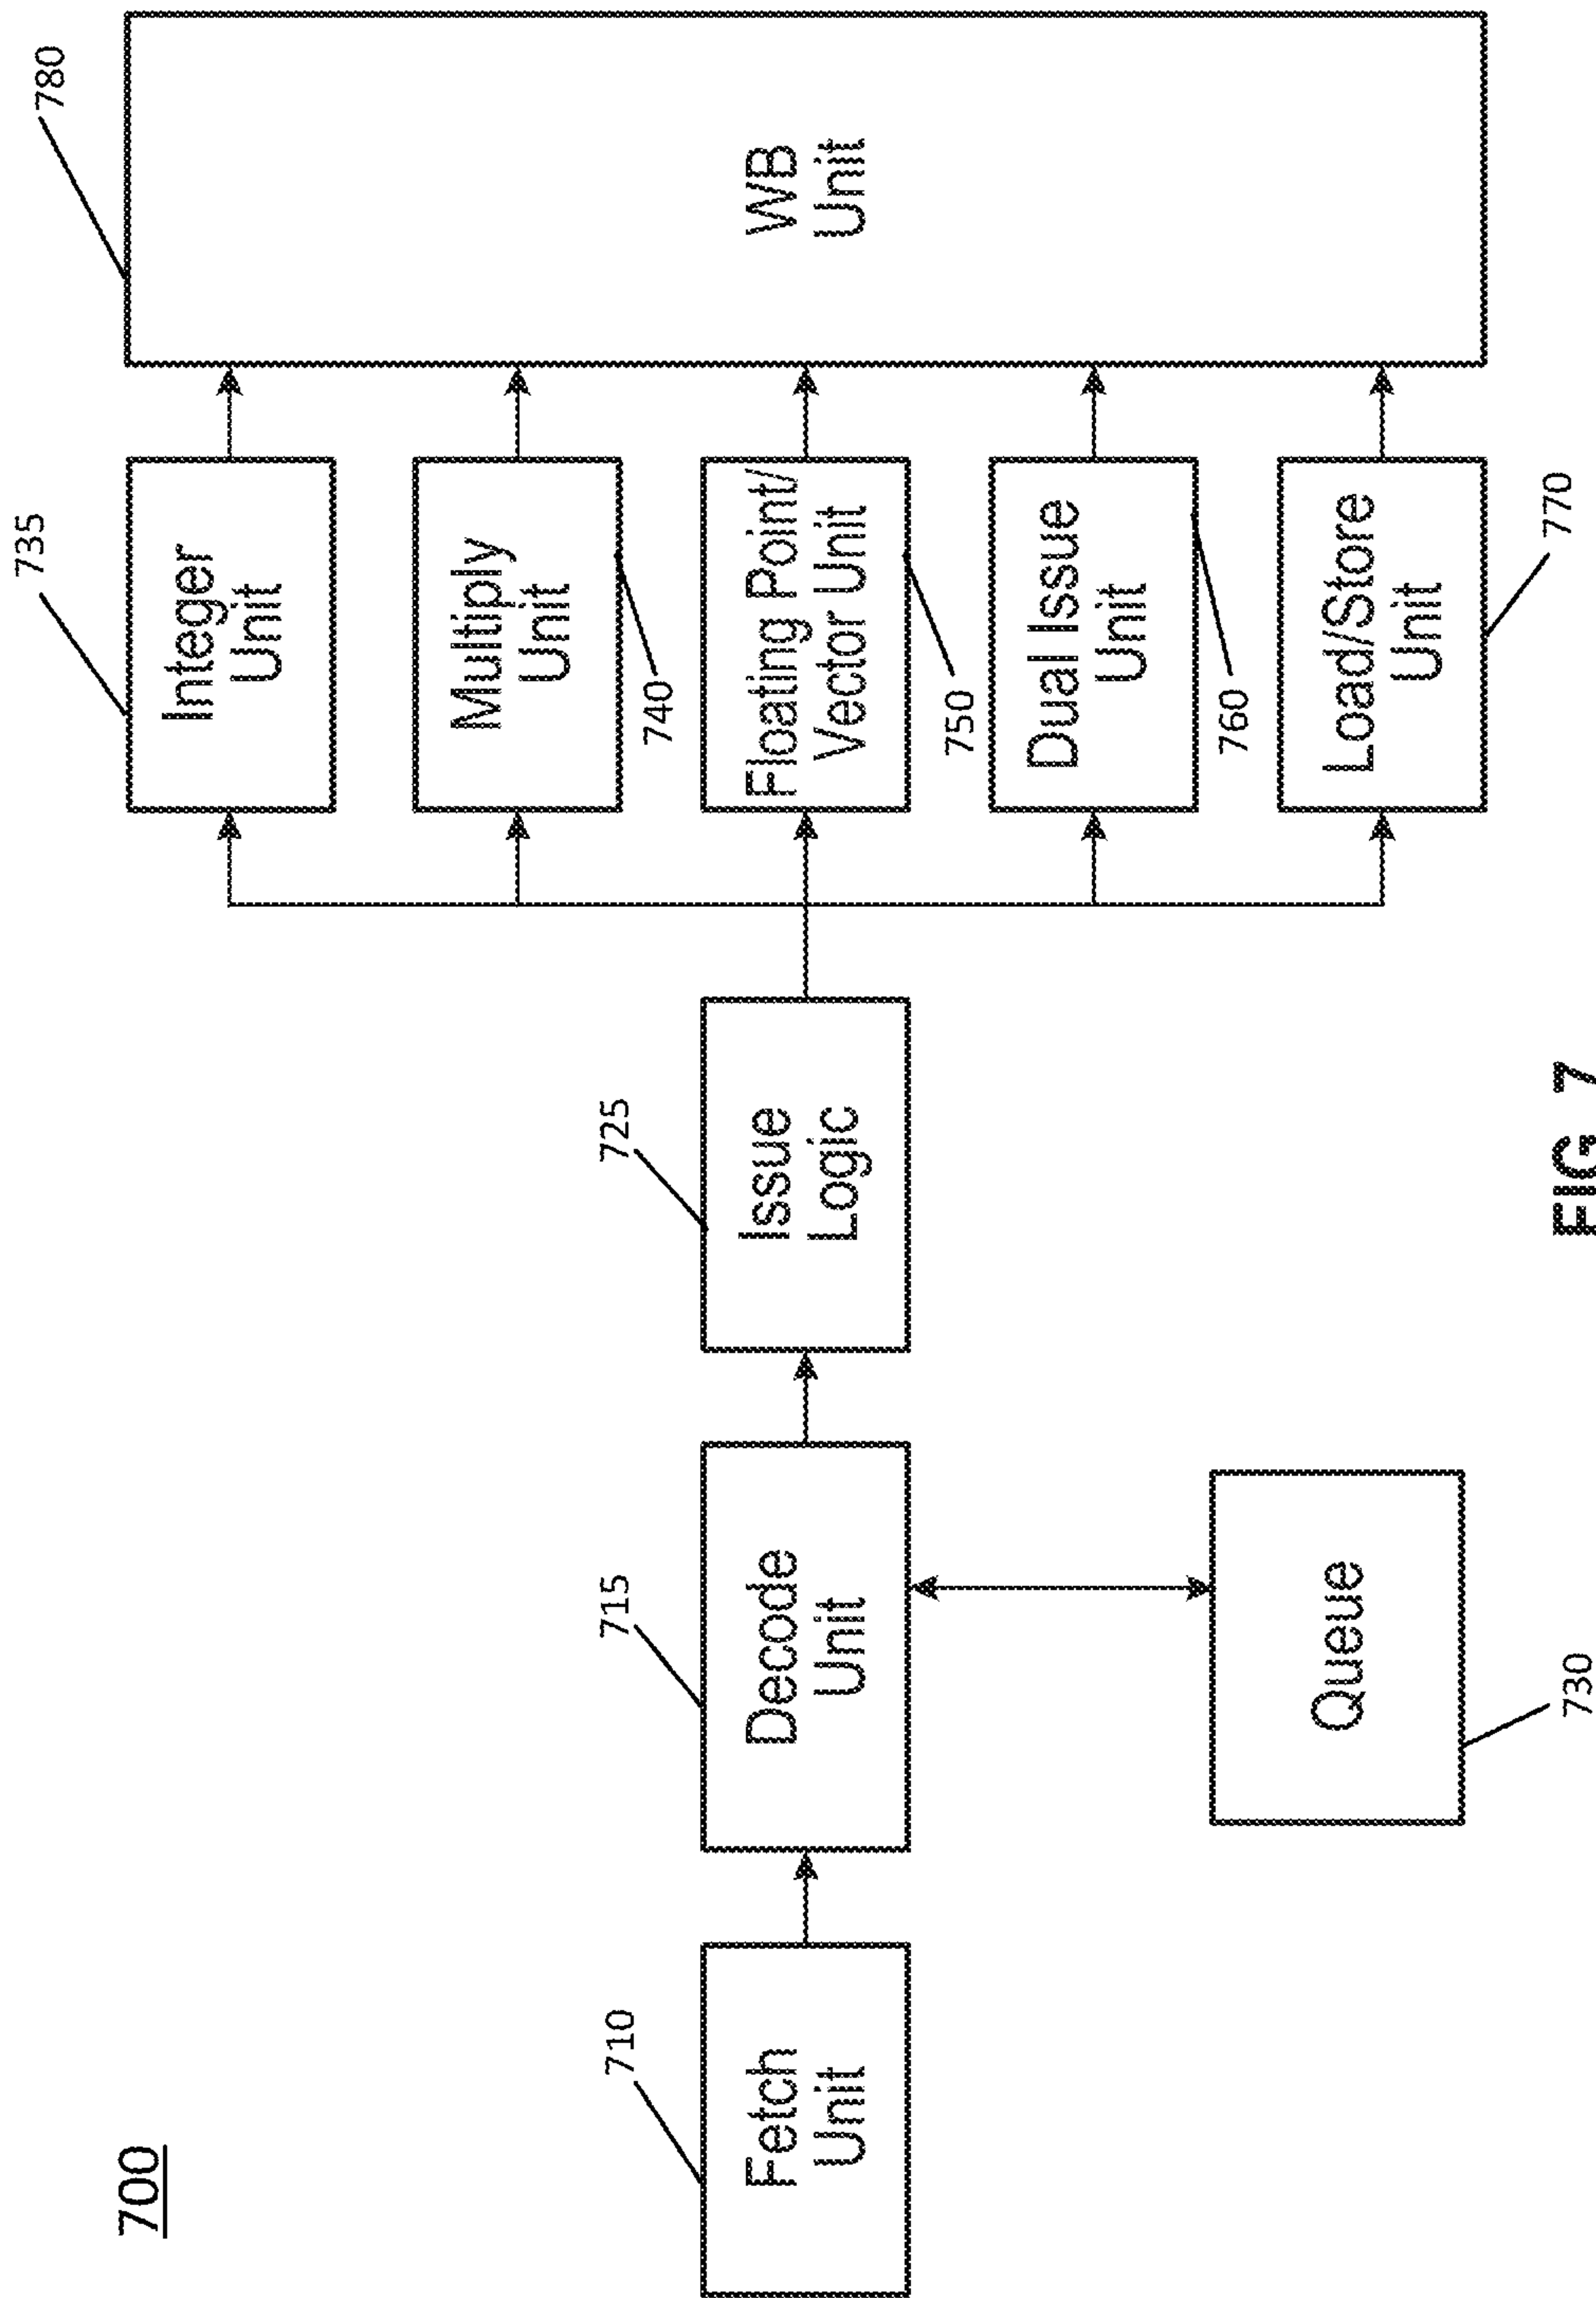 700
710
Fetch
Unit
715
Decode
Unit
Queue
730
725
Issue
Logic
735
Integer
Unit
Multiply
Unit
740
Floating Point/
Vector Unit
750
Dual Issue
Unit
760
Load/Store
Unit
770
780
WB
Unit
FIG. 7